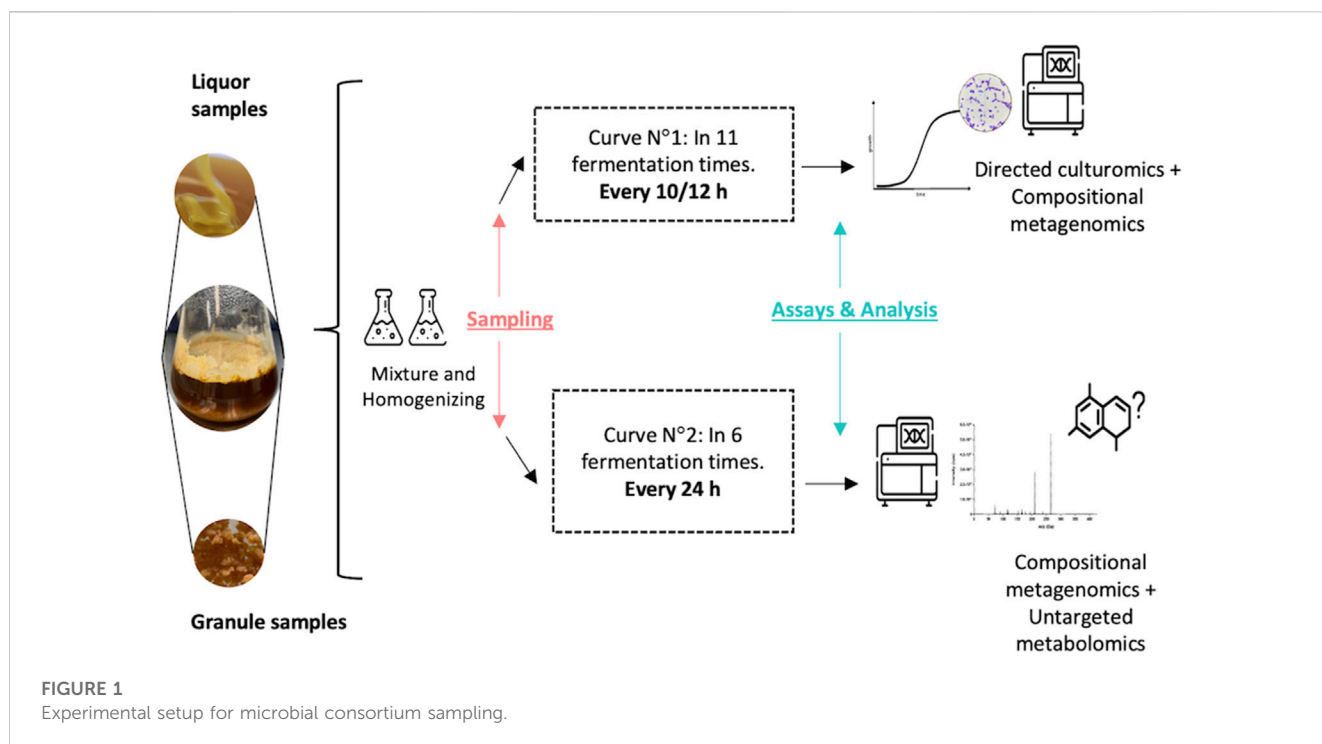 Liquor
samples
Granule samples
Mixture and
Homogenizing
Sampling
Curve N°1: In 11
fermentation times.
Every 10/12 h
Curve N°2: In 6
fermentation times.
Every 24 h
Assays & Analysis
growth
Directed culturomics +
Compositional
metagenomics
?
Compositional
metagenomics +
Untargeted
metabolomics
FIGURE 1
Experimental setup for microbial consortium sampling.